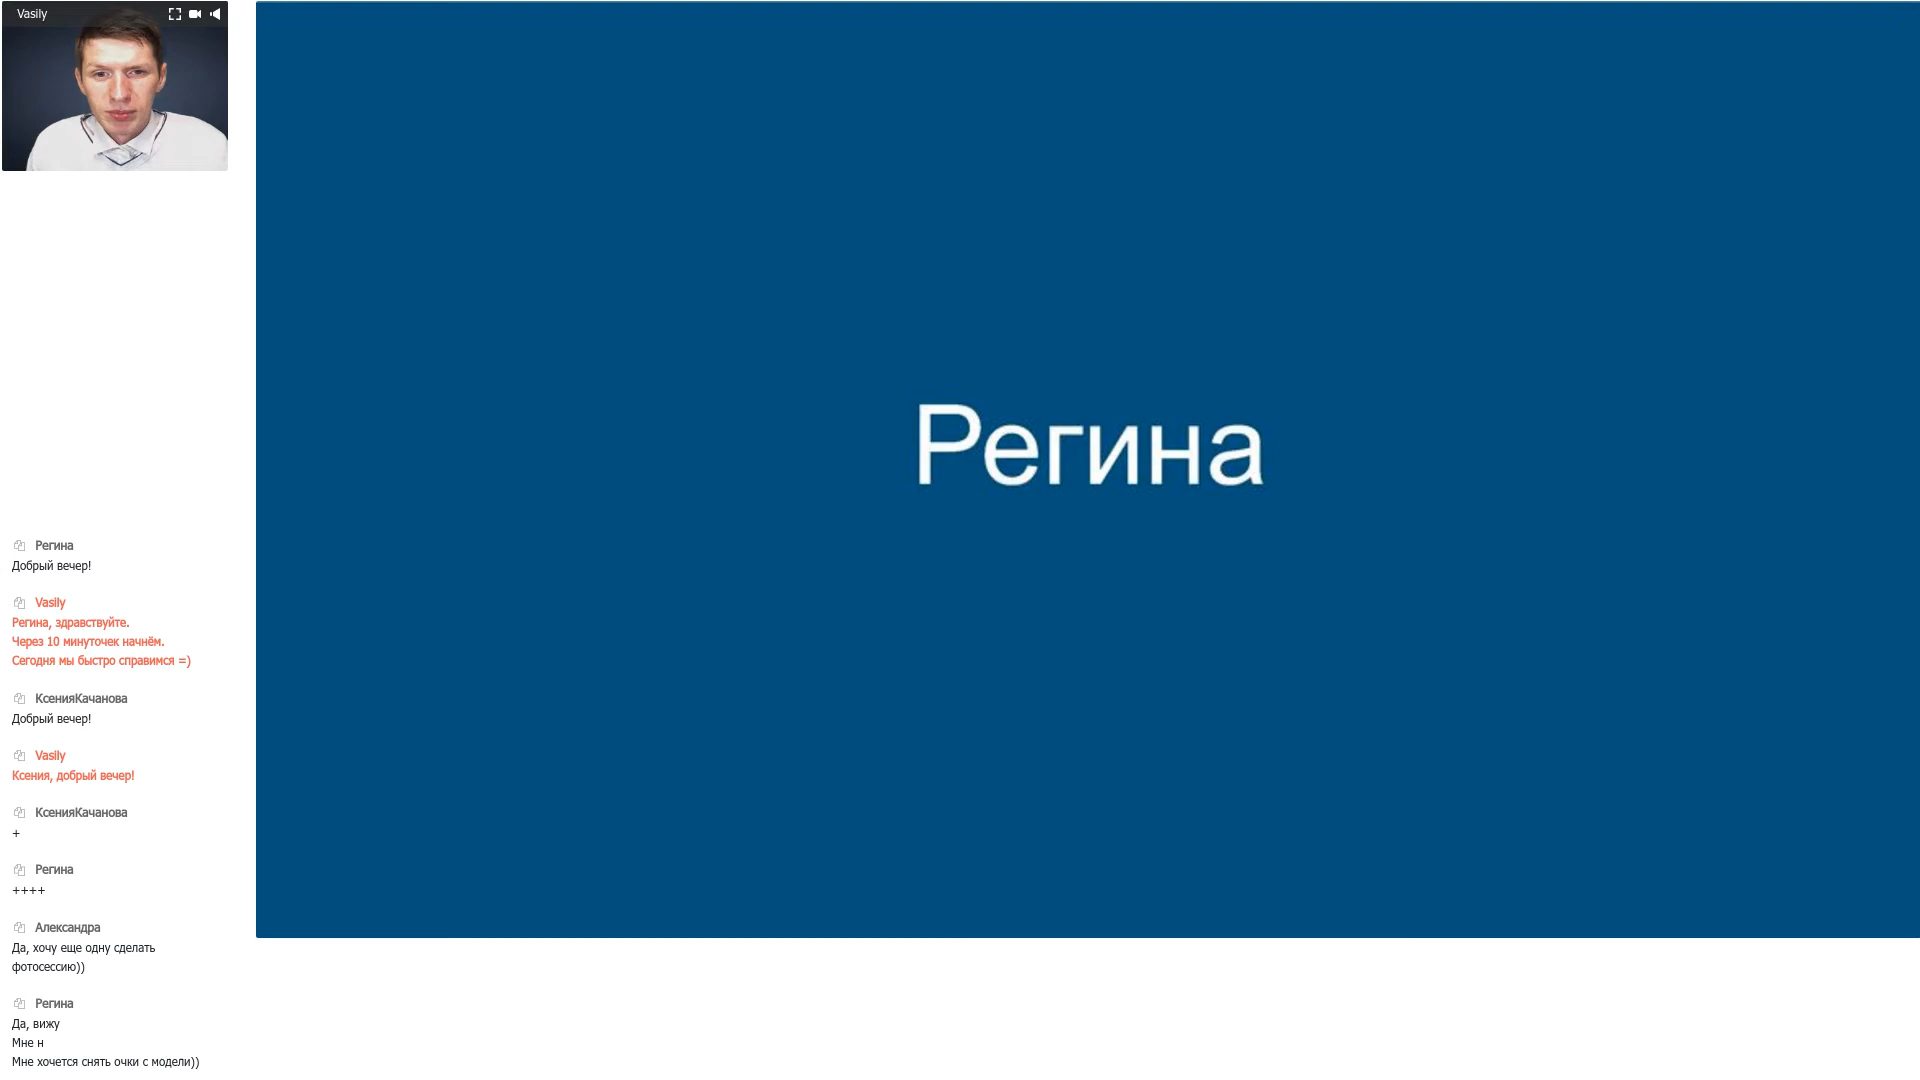 Vasily
Регина
Регина
Добрый вечер!
Vasily
Регина, здравствуйте.
Через 10 минуточек начнём.
Сегодня мы быстро справимся =)
КсенияКачанова
Добрый вечер!
Vasily
Ксения, добрый вечер!
КсенияКачанова
+
Регина
++++
Александра
Да, хочу еще одну сделать
фотосессию))
Регина
Да, вижу
Мне н
Мне хочется снять очки с модели))